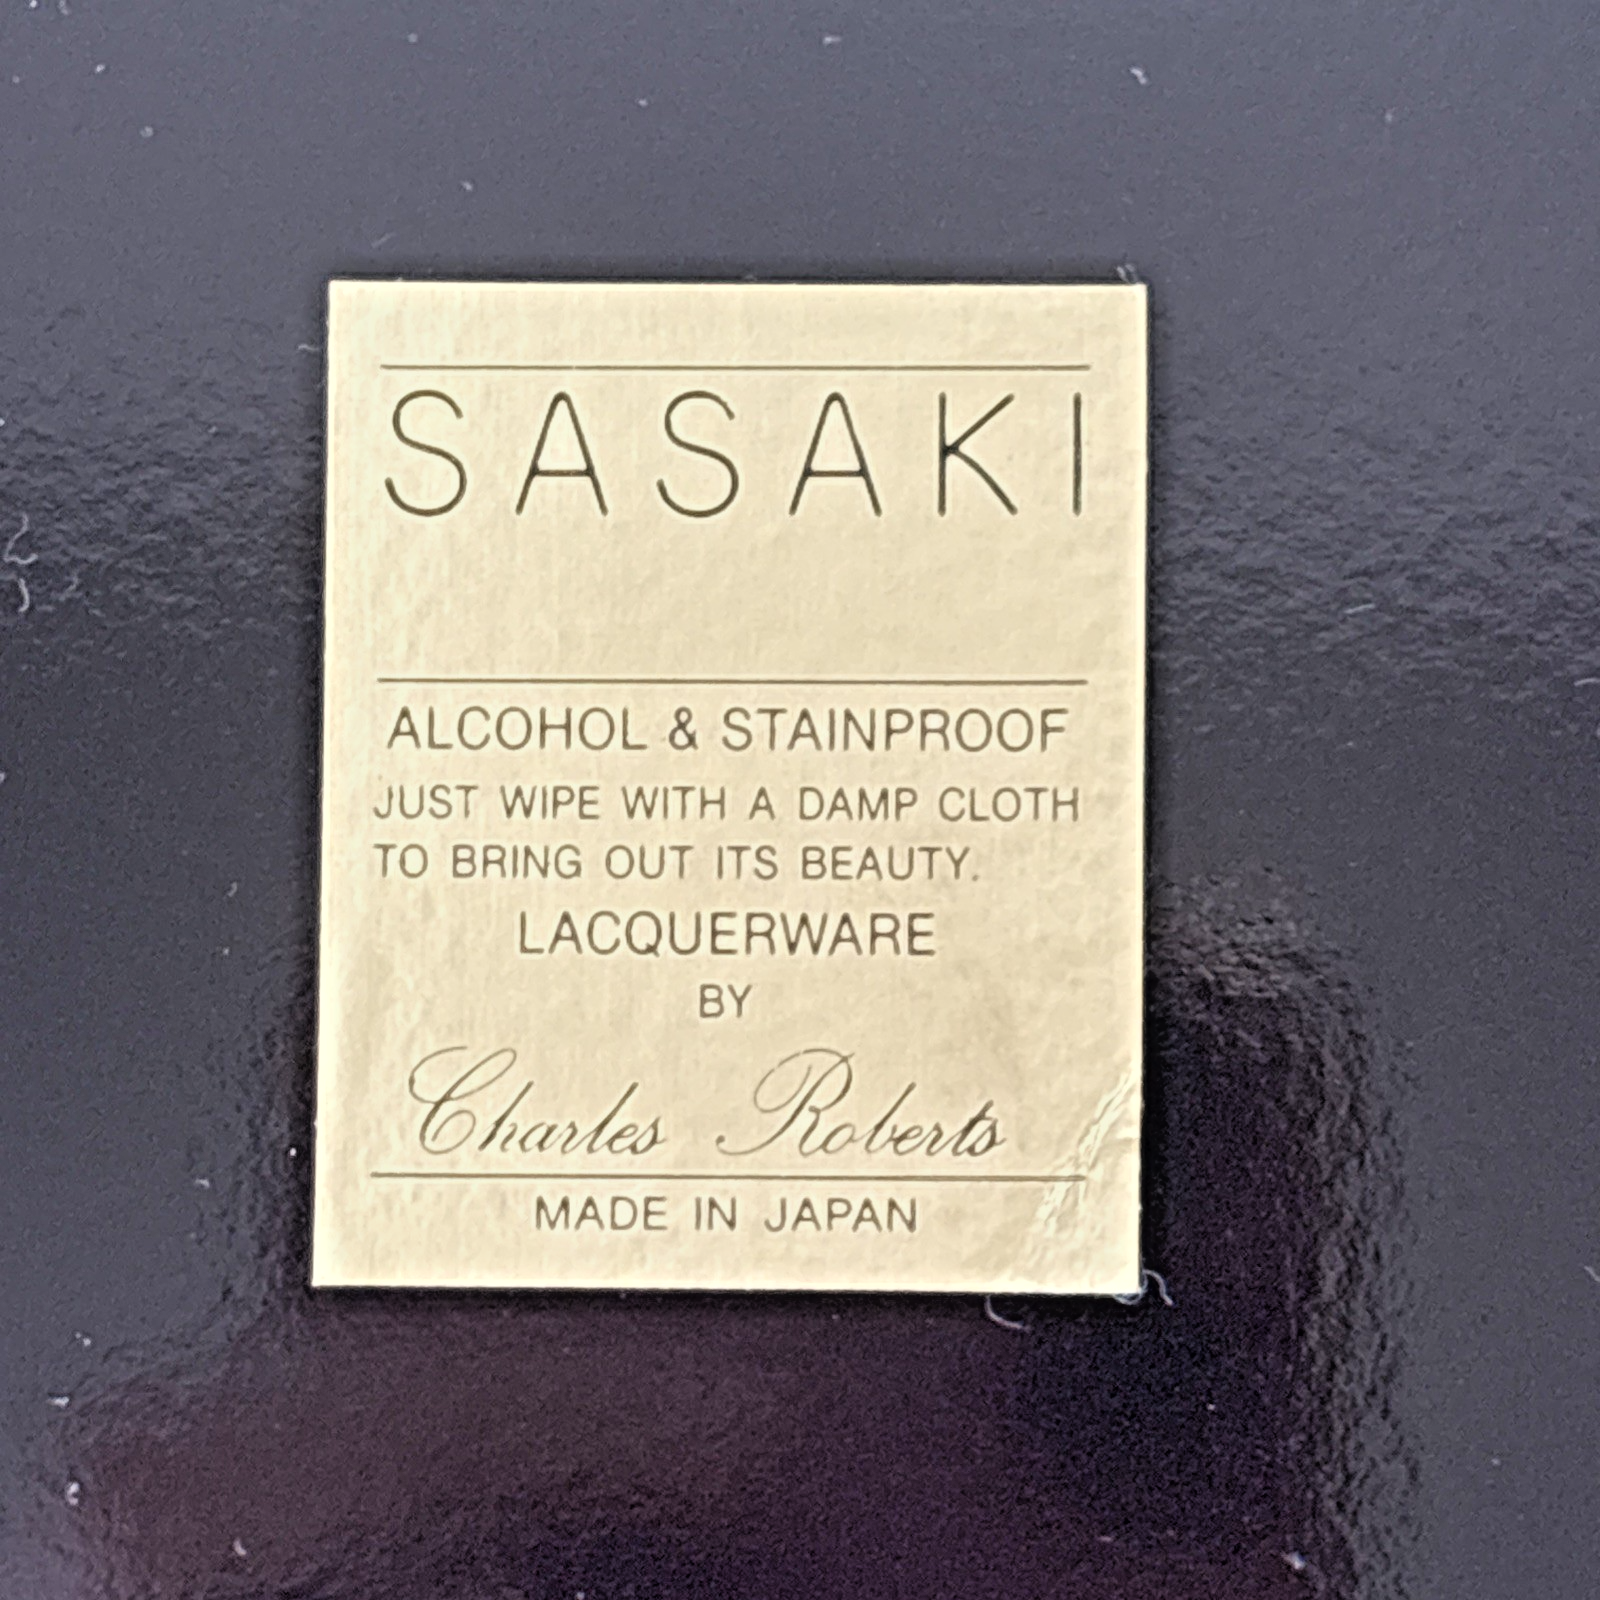 SASAKI
ALCOHOL & STAINPROOF
JUST WIPE WITH A DAMP CLOTH
TO BRING OUT ITS BEAUTY.
LACQUERWARE
BY
Charles Roberts
MADE IN JAPAN